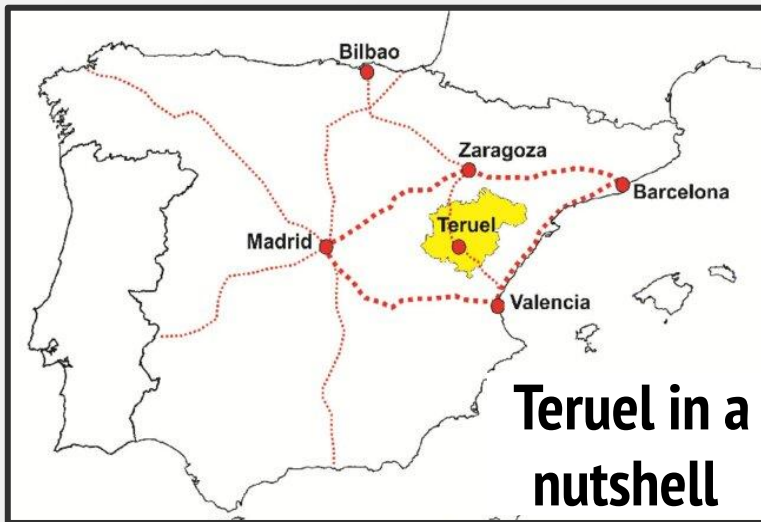 Bilbao
Zaragoza
Barcelona
Teruel
Madrid
Valencia
Teruel in a
nutshell